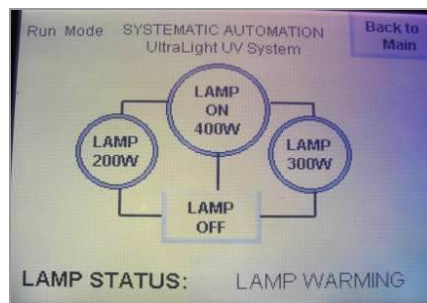 Run Mode
SYSTEMATIC AUTOMATION
UltraLight UV System
Back to
Main
LAMP
ON
400W
LAMP
200W
LAMP
300W
LAMP
OFF
LAMP STATUS: LAMP WARMING